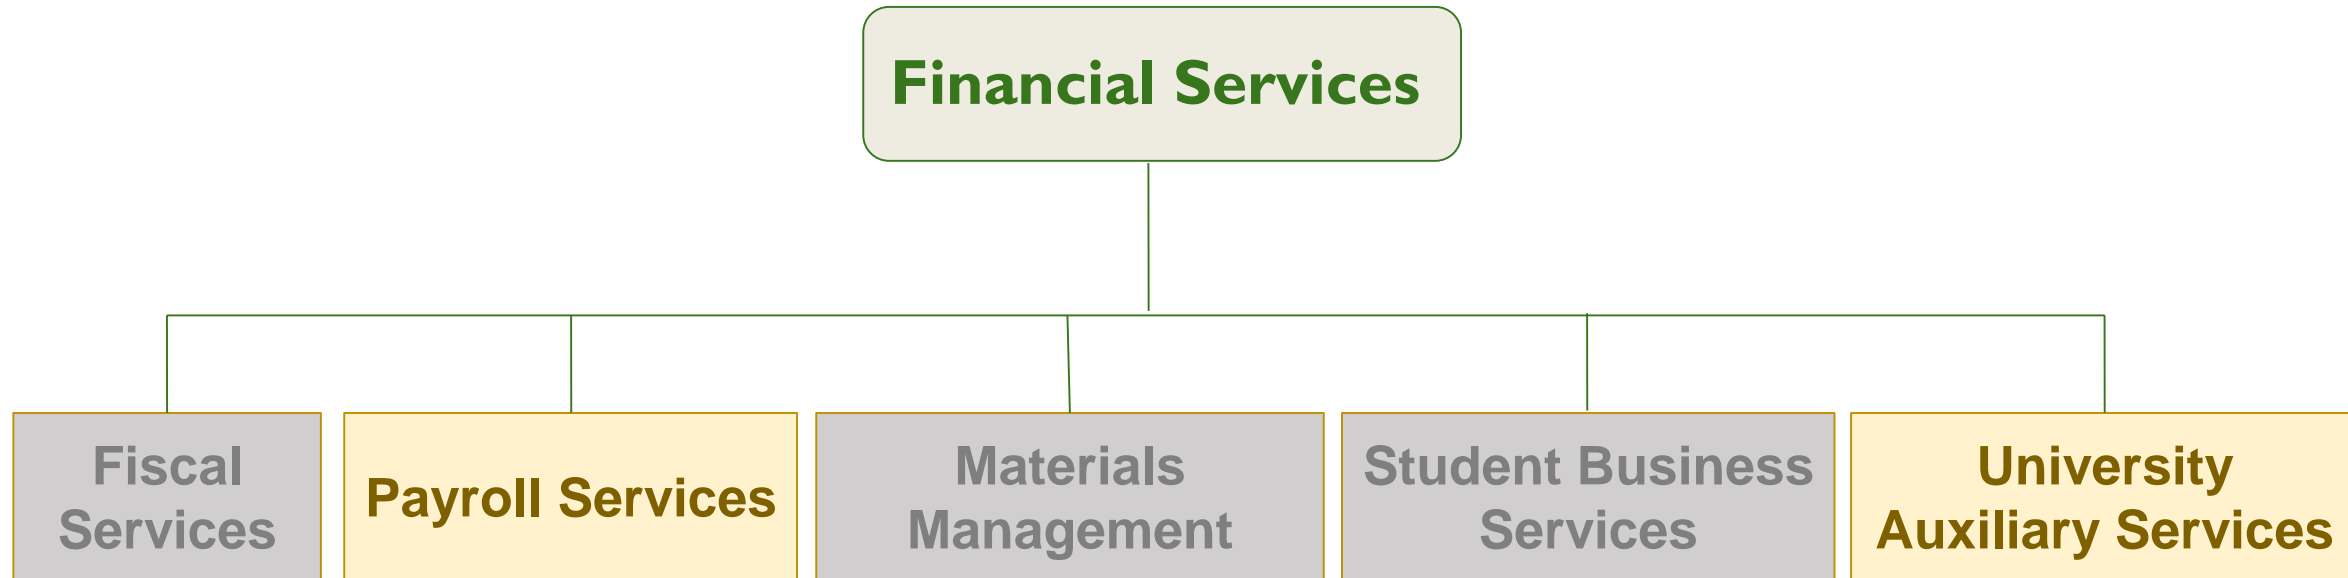 Financial Services
Fiscal
Services
Payroll Services
Materials
Management
Student Business
Services
University
Auxiliary Services